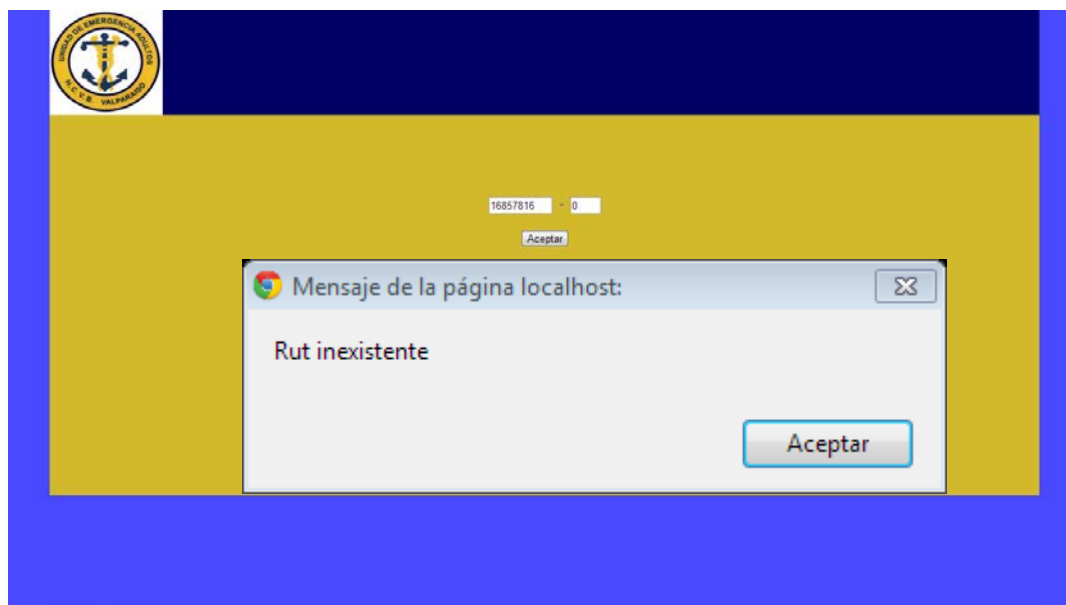 UNIDAD DE EMERGENCIA ADULTOS
H.C.V.B. VALPARAISO
16857816 - 0
Aceptar
Mensaje de la página localhost:
Rut inexistente
Aceptar